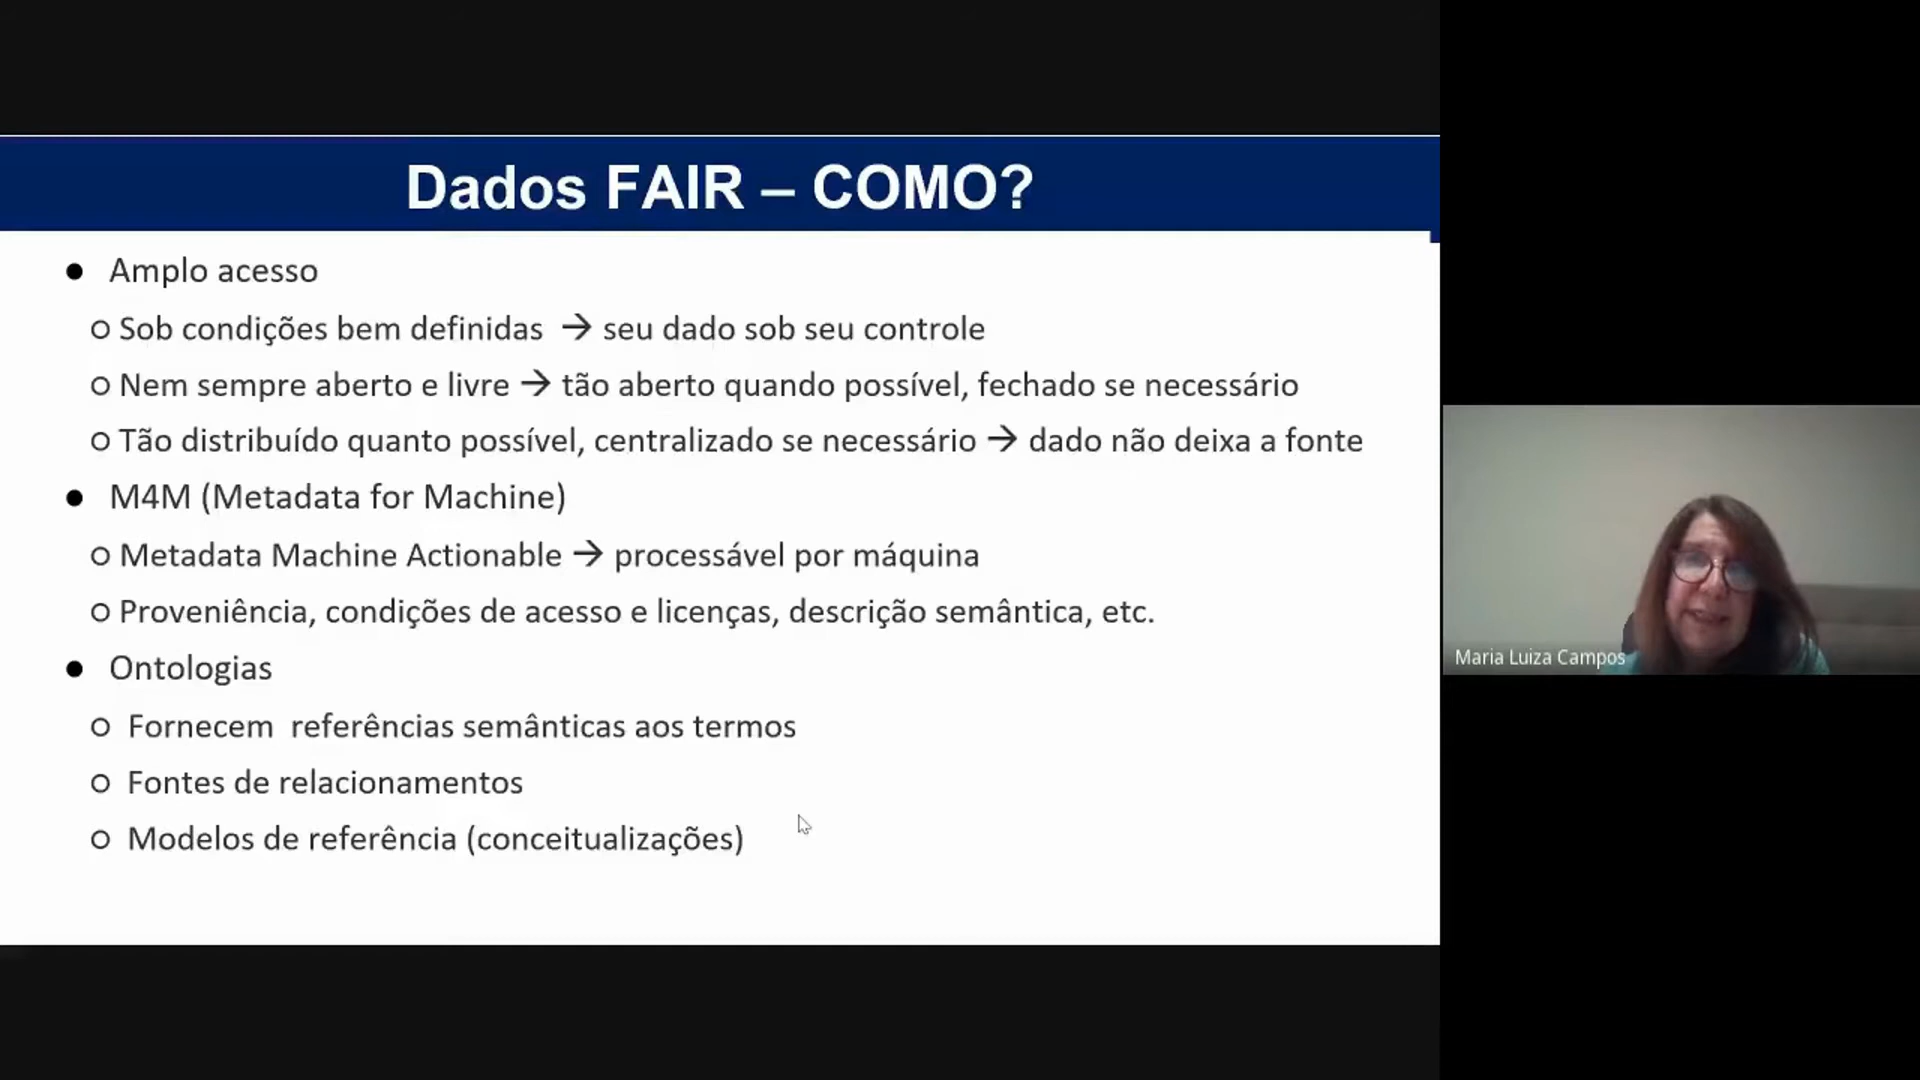 Dados FAIR – COMO?
● Amplo acesso
○ Sob condições bem definidas → seu dado sob seu controle
○ Nem sempre aberto e livre → tão aberto quando possível, fechado se necessário
○ Tão distribuído quanto possível, centralizado se necessário → dado não deixa a fonte
● M4M (Metadata for Machine)
○ Metadata Machine Actionable → processável por máquina
○ Proveniência, condições de acesso e licenças, descrição semântica, etc.
● Ontologias
○ Fornecem referências semânticas aos termos
○ Fontes de relacionamentos
○ Modelos de referência (conceitualizações)
Maria Luiza Campos